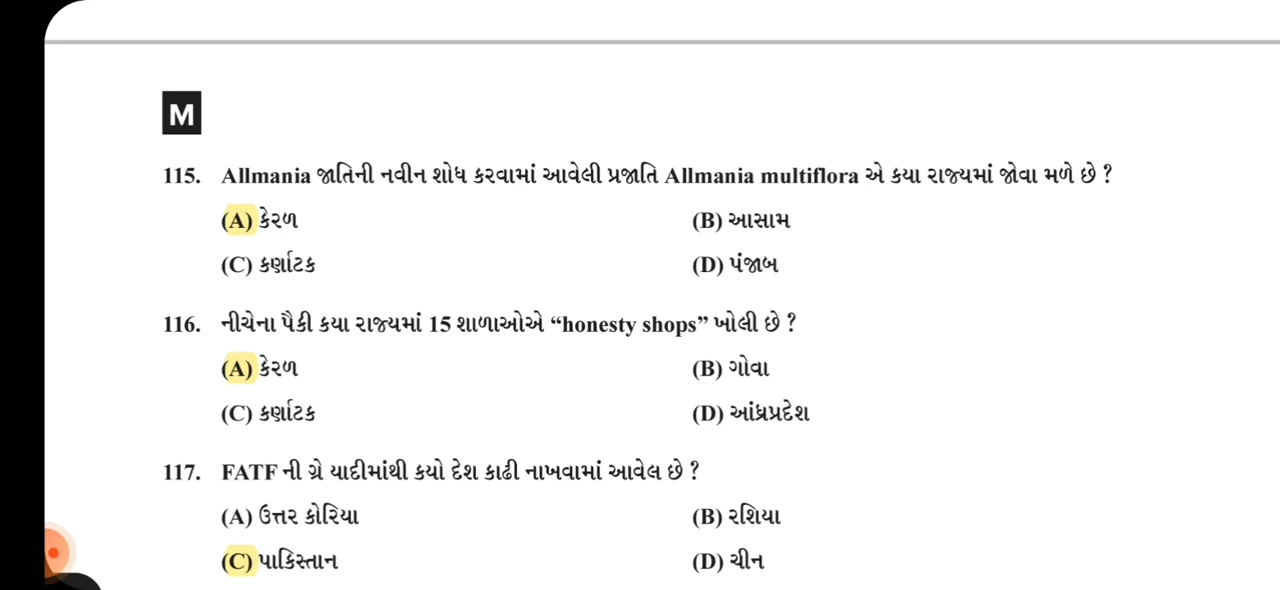 M
115. Allmania જાતિની નવીન શોધ કરવામાં આવેલી પ્રજાતિ Allmania multiflora એ કયા રાજ્યમાં જોવા મળે છે ?
(A) કેરળ (B) આસામ
(C) કર્ણાટક (D) પંજાબ
116. નીચેના પૈકી કયા રાજ્યમાં 15 શાળાઓએ “honesty shops” ખોલી છે ?
(A) કેરળ (B) ગોવા
(C) કર્ણાટક (D) આંધ્રપ્રદેશ
117. FATF ની ગ્રે યાદીમાંથી કયો દેશ કાઢી નાખવામાં આવેલ છે ?
(A) ઉત્તર કોરિયા (B) રશિયા
(C) પાકિસ્તાન (D) ચીન